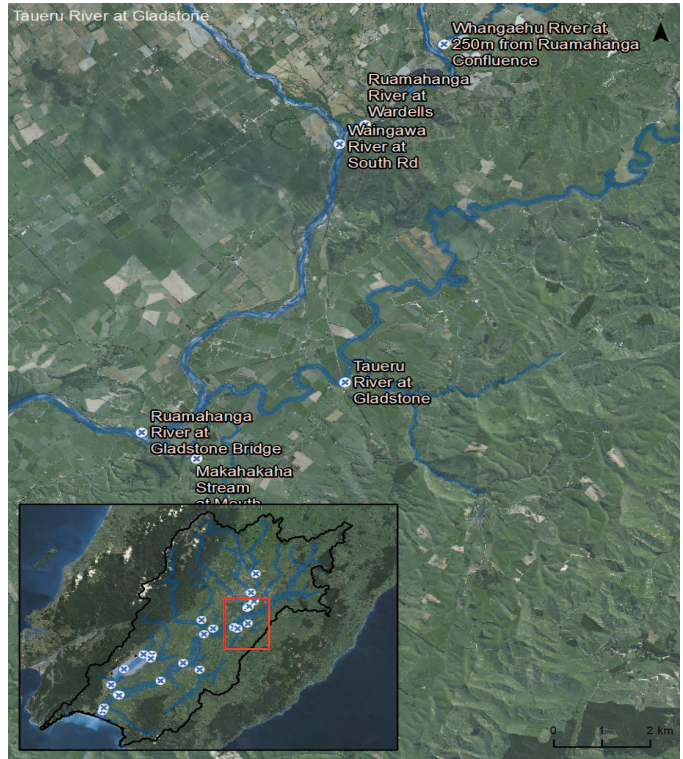 Taueru River at Gladstone
N
Whangaehu River at
250m from Ruamahanga
Confluence
Ruamahanga
River at
Wardells
Waingawa
River at
South Rd
Taueru
River at
Gladstone
Ruamahanga
River at
Gladstone Bridge
Makahakaha
Stream
at Mouth
0 1 2 km